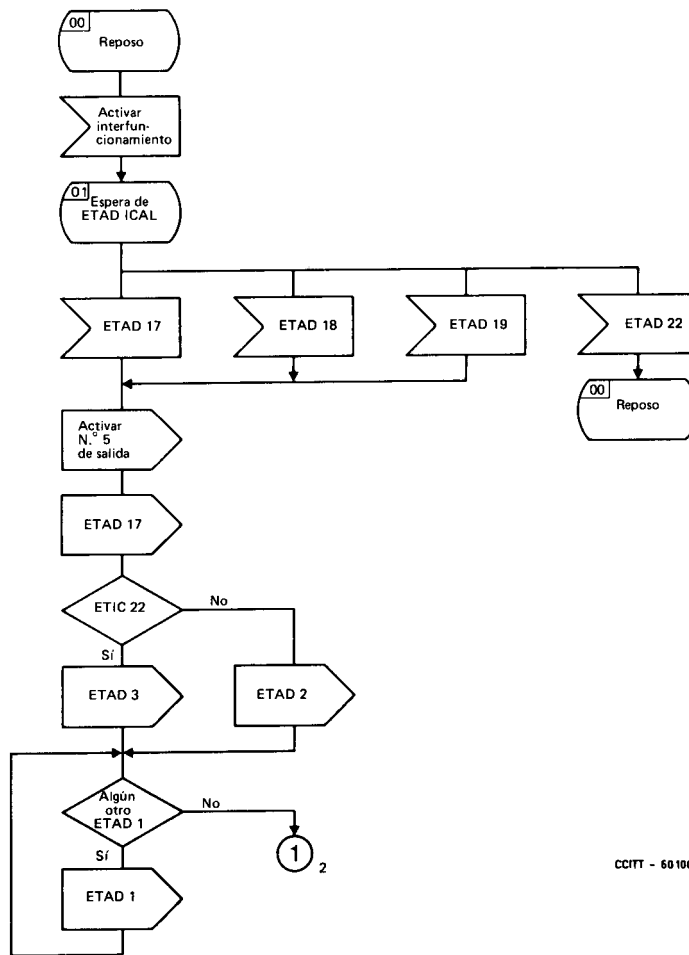 00
Reposo
Activar
interfun-
cionamiento
01
Espera de
ETAD ICAL
ETAD 17
ETAD 18
ETAD 19
ETAD 22
00
Reposo
Activar
N.° 5
de salida
ETAD 17
ETIC 22
No
Sí
ETAD 3
ETAD 2
Algún
otro
ETAD 1
No
Sí
1
2
ETAD 1